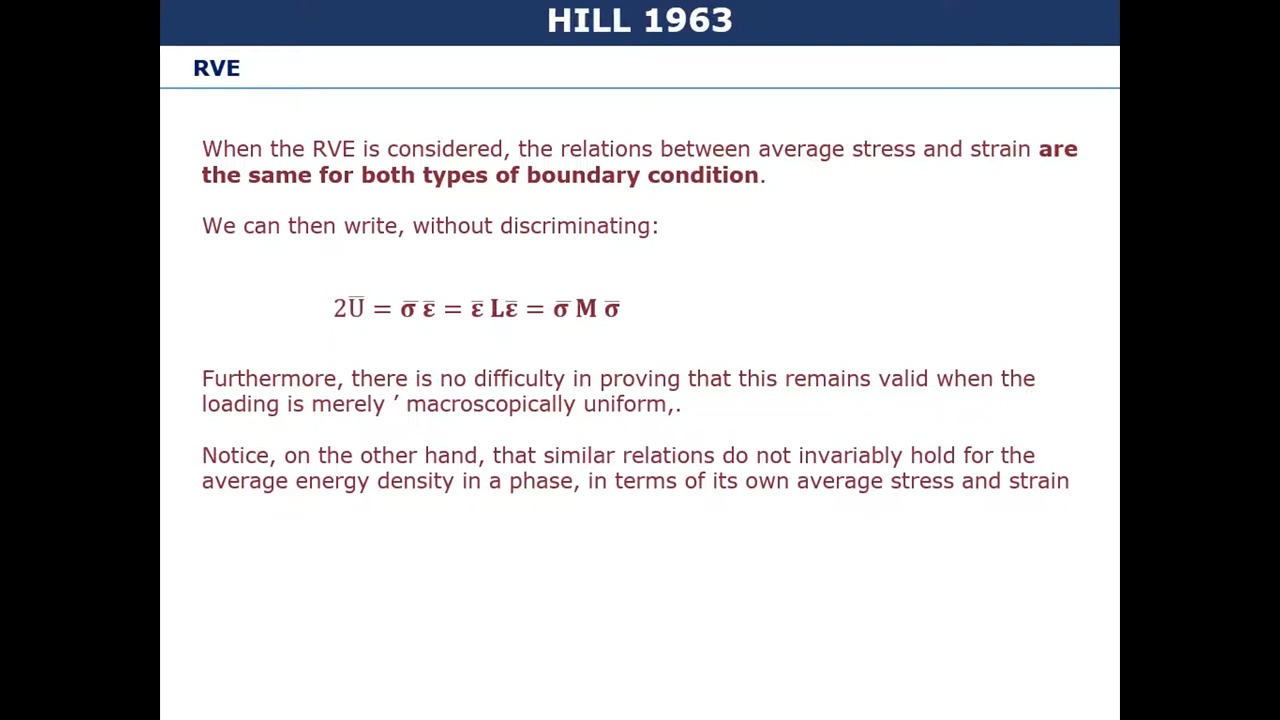 HILL 1963
RVE
When the RVE is considered, the relations between average stress and strain are
the same for both types of boundary condition.
We can then write, without discriminating:
2U̅ = σ̅ ε̅ = ε̅ Lε̅ = σ̅ M σ̅
Furthermore, there is no difficulty in proving that this remains valid when the
loading is merely ’ macroscopically uniform,.
Notice, on the other hand, that similar relations do not invariably hold for the
average energy density in a phase, in terms of its own average stress and strain